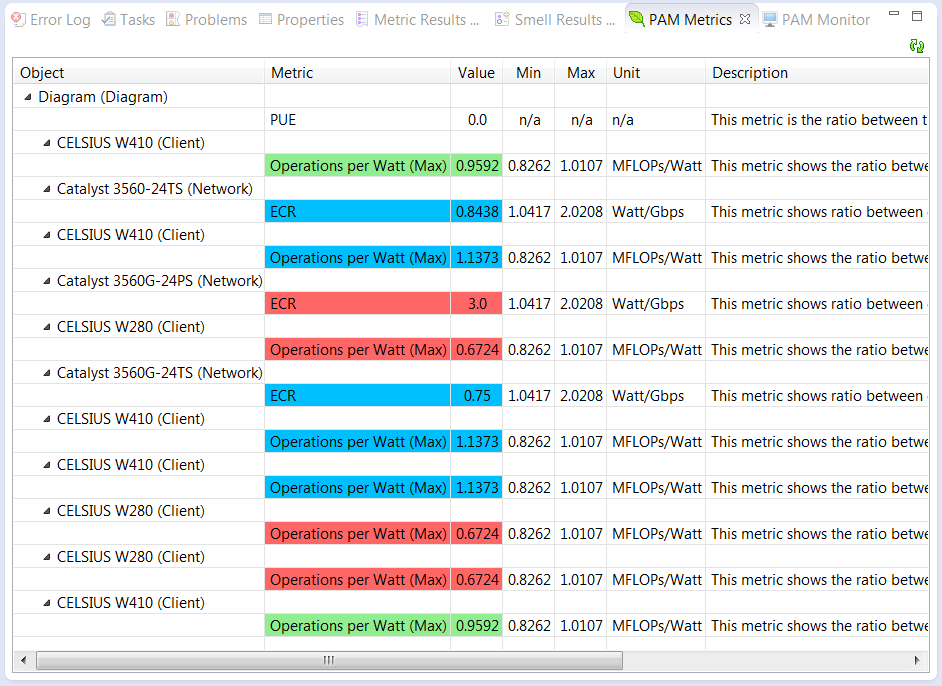 Error Log Tasks Problems Properties Metric Results ... Smell Results ... PAM Metrics PAM Monitor
Object Metric Value Min Max Unit Description
Diagram (Diagram)
PUE 0.0 n/a n/a n/a This metric is the ratio between t
CELSIUS W410 (Client)
Operations per Watt (Max) 0.9592 0.8262 1.0107 MFLOPs/Watt This metric shows the ratio betwe
Catalyst 3560-24TS (Network)
ECR 0.8438 1.0417 2.0208 Watt/Gbps This metric shows ratio between
CELSIUS W410 (Client)
Operations per Watt (Max) 1.1373 0.8262 1.0107 MFLOPs/Watt This metric shows the ratio betwe
Catalyst 3560G-24PS (Network)
ECR 3.0 1.0417 2.0208 Watt/Gbps This metric shows ratio between
CELSIUS W280 (Client)
Operations per Watt (Max) 0.6724 0.8262 1.0107 MFLOPs/Watt This metric shows the ratio betwe
Catalyst 3560G-24TS (Network)
ECR 0.75 1.0417 2.0208 Watt/Gbps This metric shows ratio between
CELSIUS W410 (Client)
Operations per Watt (Max) 1.1373 0.8262 1.0107 MFLOPs/Watt This metric shows the ratio betwe
CELSIUS W410 (Client)
Operations per Watt (Max) 1.1373 0.8262 1.0107 MFLOPs/Watt This metric shows the ratio betwe
CELSIUS W280 (Client)
Operations per Watt (Max) 0.6724 0.8262 1.0107 MFLOPs/Watt This metric shows the ratio betwe
CELSIUS W280 (Client)
Operations per Watt (Max) 0.6724 0.8262 1.0107 MFLOPs/Watt This metric shows the ratio betwe
CELSIUS W410 (Client)
Operations per Watt (Max) 0.9592 0.8262 1.0107 MFLOPs/Watt This metric shows the ratio betwe